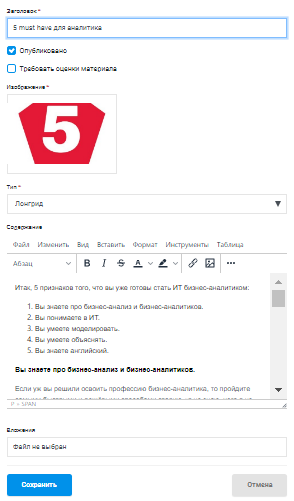 Заголовок *
5 must have для аналитика
Опубликовано
Требовать оценки материала
Изображение *
5
Тип *
Лонгрид
Содержание
Файл Изменить Вид Вставить Формат Инструменты Таблица
Абзац B I S A
Итак, 5 признаков того, что вы уже готовы стать ИТ бизнес-аналитиком:
1. Вы знаете про бизнес-анализ и бизнес-аналитиков.
2. Вы понимаете в ИТ.
3. Вы умеете моделировать.
4. Вы умеете объяснять.
5. Вы знаете английский.
Вы знаете про бизнес-анализ и бизнес-аналитиков.
Если уж вы решили освоить профессию бизнес-аналитика, то пройдите
P » SPAN
Вложения
Файл не выбран
Сохранить
Отмена